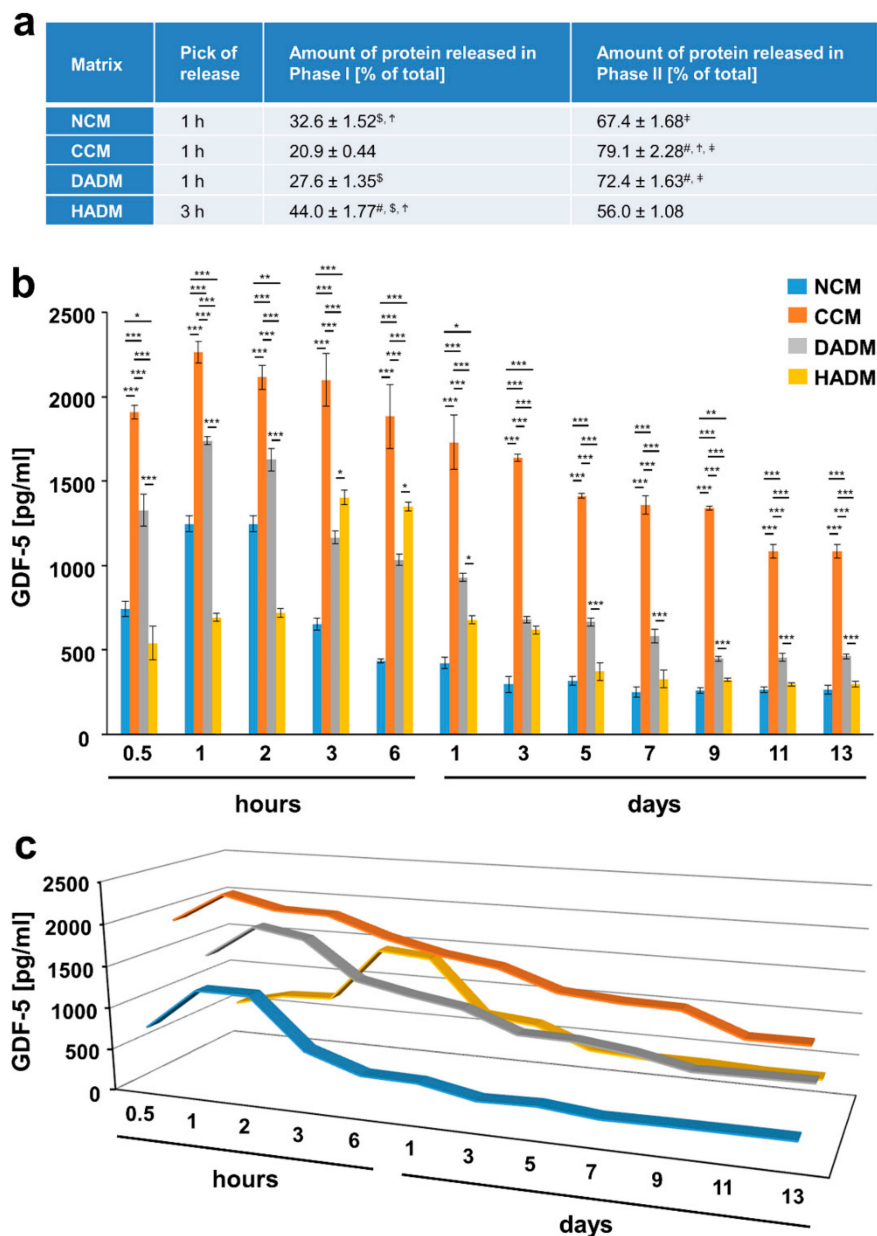 a
Matrix Pick of release Amount of protein released in Phase I [% of total] Amount of protein released in Phase II [% of total]
NCM 1 h 32.6 ± 1.52$, † 67.4 ± 1.68ǂ
CCM 1 h 20.9 ± 0.44 79.1 ± 2.28#, †, ǂ
DADM 1 h 27.6 ± 1.35$ 72.4 ± 1.63#, ǂ
HADM 3 h 44.0 ± 1.77#, $, † 56.0 ± 1.08
b
GDF-5 [pg/ml]
2500
2000
1500
1000
500
0
* *** *** *** *** ***
*** *** *** *** ***
** *** *** *** *** ***
*** *** *** *** *** *
*** *** *** *** *** *
* *** *** *** *** *
*** *** *** *** ***
*** *** *** *** ***
*** *** *** *** ***
** *** *** *** *** ***
*** *** *** *** ***
*** *** *** *** ***
NCM
CCM
DADM
HADM
0.5 1 2 3 6 1 3 5 7 9 11 13
hours days
c
GDF-5 [pg/ml]
2500
2000
1500
1000
500
0
0.5 1 2 3 6 1 3 5 7 9 11 13
hours days